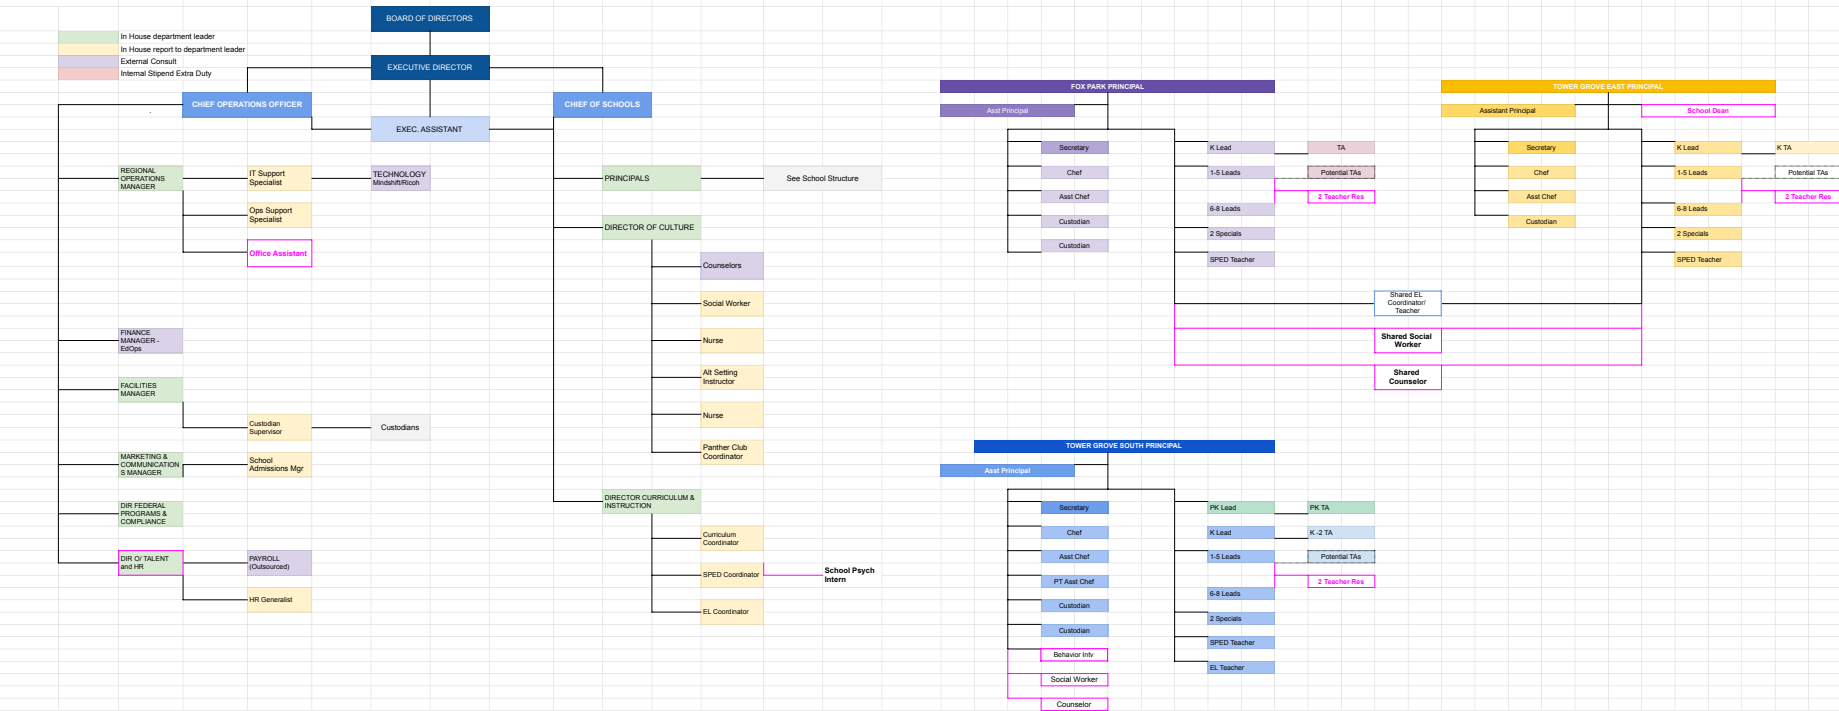 BOARD OF DIRECTORS
In House department leader
In House report to department leader
External Consult
Internal Stipend Extra Duty
EXECUTIVE DIRECTOR
CHIEF OPERATIONS OFFICER
CHIEF OF SCHOOLS
EXEC. ASSISTANT
REGIONAL
OPERATIONS
MANAGER
IT Support
Specialist
TECHNOLOGY
Mindshift/Ricoh
Ops Support
Specialist
Office Assistant
FINANCE
MANAGER -
EdOps
FACILITIES
MANAGER
Custodian
Supervisor
Custodians
MARKETING &
COMMUNICATION
S MANAGER
School
Admissions Mgr
DIR FEDERAL
PROGRAMS &
COMPLIANCE
DIR O/ TALENT
and HR
PAYROLL
(Outsourced)
HR Generalist
PRINCIPALS
See School Structure
DIRECTOR OF CULTURE
Counselors
Social Worker
Nurse
Alt Setting
Instructor
Nurse
Panther Club
Coordinator
DIRECTOR CURRICULUM &
INSTRUCTION
Curriculum
Coordinator
SPED Coordinator
School Psych
Intern
EL Coordinator
FOX PARK PRINCIPAL
Asst Principal
Secretary
Chef
Asst Chef
Custodian
Custodian
K Lead
TA
1-5 Leads
Potential TAs
2 Teacher Res
6-8 Leads
2 Specials
SPED Teacher
TOWER GROVE EAST PRINCIPAL
Assistant Principal
School Dean
Secretary
Chef
Asst Chef
Custodian
K Lead
K TA
1-5 Leads
Potential TAs
2 Teacher Res
6-8 Leads
2 Specials
SPED Teacher
Shared EL
Coordinator/
Teacher
Shared Social
Worker
Shared
Counselor
TOWER GROVE SOUTH PRINCIPAL
Asst Principal
Secretary
Chef
Asst Chef
PT Asst Chef
Custodian
Custodian
Behavior Intv
Social Worker
Counselor
PK Lead
PK TA
K Lead
K -2 TA
1-5 Leads
Potential TAs
2 Teacher Res
6-8 Leads
2 Specials
SPED Teacher
EL Teacher